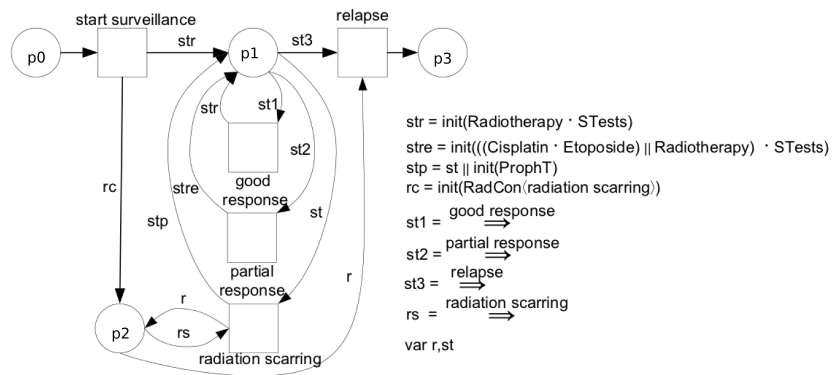 start surveillance
relapse
p0
str
p1
st3
p3
str
st1
st2
good
response
rc
stre
stp
st
partial
response
r
r
p2
rs
radiation scarring
str = init(Radiotherapy · STests)
stre = init(((Cisplatin · Etoposide) || Radiotherapy) · STests)
stp = st || init(ProphT)
rc = init(RadCon⟨radiation scarring⟩)
st1 = good response ⇒
st2 = partial response ⇒
st3 = relapse ⇒
rs = radiation scarring ⇒
var r,st